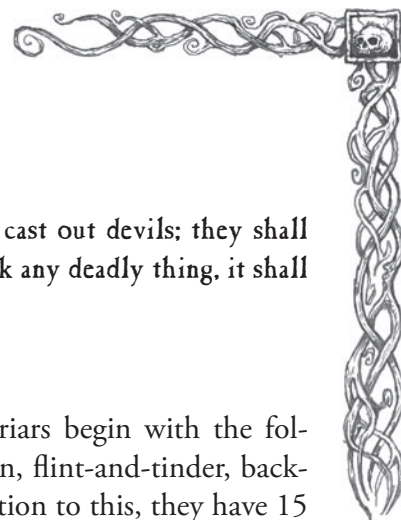 cast out devils; they shall
k any deadly thing, it shall
riars begin with the fol-
n, flint-and-tinder, back-
tion to this, they have 15